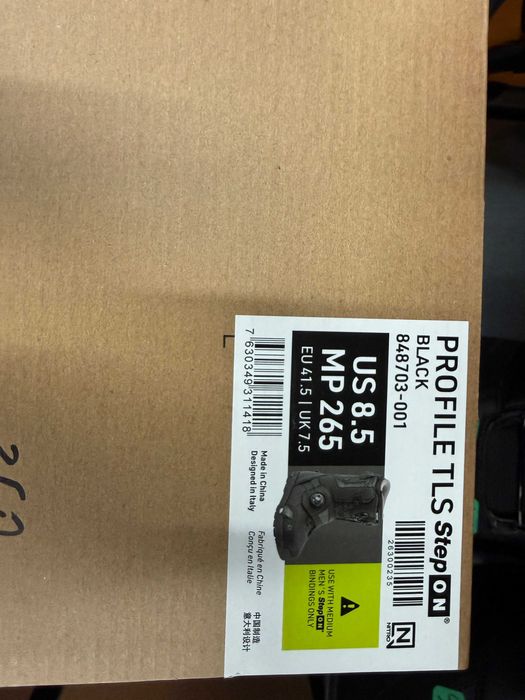 PROFILE TLS Step ON®
BLACK
848703-001
26300235
N
NITRO
US 8.5
MP 265
EU 41.5 | UK 7.5
USE WITH MEDIUM
MEN'S Step ON
BINDINGS ONLY
7 630349 311418
Made in China
Designed in Italy
Fabriqué en Chine
Conçu en Italie
中国制造
意大利设计